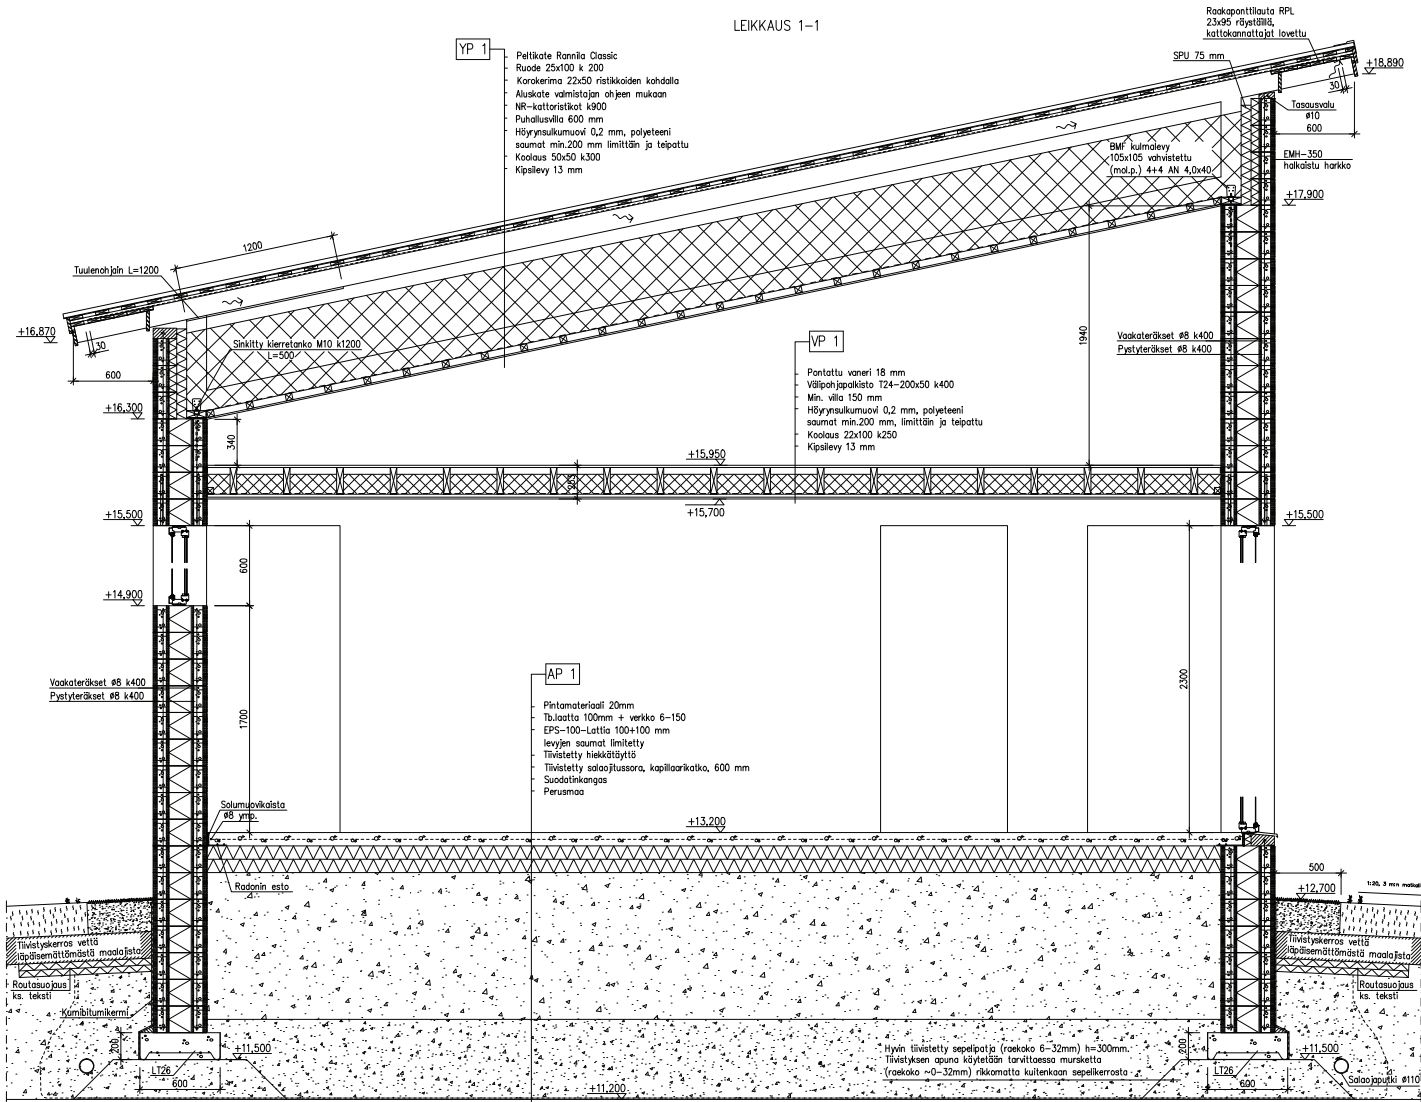 LEIKKAUS 1-1
Raakaponttilauta RPL
23x95 räystäillä,
kattokannattajat lovettu
SPU 75 mm
+18,890
30
Tasausvalu
ø10
600
YP 1
Peltikate Rannila Classic
Ruode 25x100 k 200
Korokerima 22x50 ristikkoiden kohdalla
Aluskate valmistajan ohjeen mukaan
NR-kattoristikot k900
Puhallusvilla 600 mm
Höyrynsulkumuovi 0,2 mm, polyeteeni
saumat min.200 mm limittäin ja teipattu
Koolaus 50x50 k300
Kipsilevy 13 mm
BMF kulmalevy
105x105 vahvistettu
(mol.p.) 4+4 AN 4,0x40
EMH-350
halkaistu harkko
+17,900
1200
Tuulenohjain L=1200
+16,870
30
600
Sinkitty kierretanko M10 k1200
L=500
1940
Vaakateräkset ø8 k400
Pystyteräkset ø8 k400
VP 1
Pontattu vaneri 18 mm
Välipohjapalkisto T24-200x50 k400
Min. villa 150 mm
Höyrynsulkumuovi 0,2 mm, polyeteeni
saumat min.200 mm, limittäin ja teipattu
Koolaus 22x100 k250
Kipsilevy 13 mm
+16,300
340
+15,950
253
+15,700
+15,500
+15,500
600
+14,900
2300
Vaakateräkset ø8 k400
Pystyteräkset ø8 k400
1700
AP 1
Pintamateriaali 20mm
Tb.laatta 100mm + verkko 6-150
EPS-100-Lattia 100+100 mm
levyjen saumat limitetty
Tiivistetty hiekkätäyttö
Tiivistetty salaojitussora, kapillaarikatko, 600 mm
Suodatinkangas
Perusmaa
Solumuovikaista
ø8 ymp.
+13,200
Radonin esto
500
+12,700
1:20, 3 m:n matkall
Tiivistyskerros vettä
läpäisemättömästä maalajista
Tiivistyskerros vettä
läpäisemättömästä maalajista
Routasuojaus
ks. teksti
Routasuojaus
ks. teksti
Kumibitumikermi
200
+11,500
LT26
600
Hyvin tiivistetty sepelipatja (raekoko 6-32mm) h=300mm.
Tiivistyksen apuna käytetään tarvittaessa mursketta
(raekoko ~0-32mm) rikkomatta kuitenkaan sepelikerrosta
200
+11,500
LT26
600
Salaojaputki ø110
+11,200